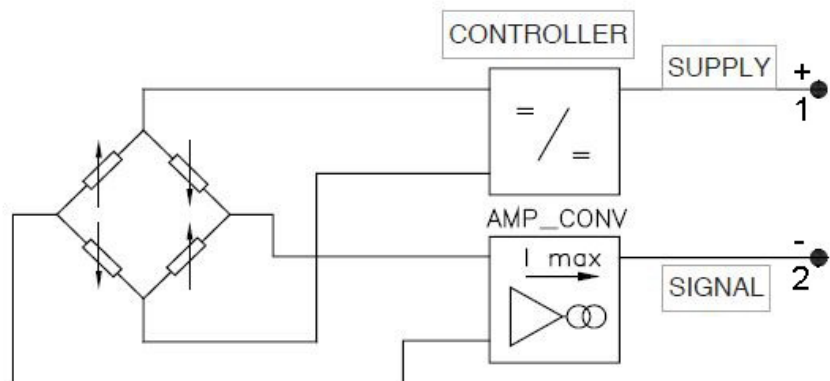 CONTROLLER
SUPPLY
+
1
=
/
=
AMP_CONV
I max
-
2
SIGNAL